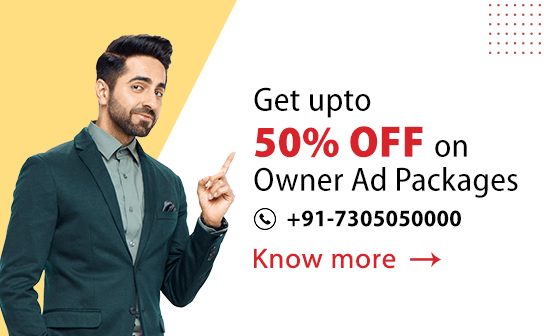 Get upto
50% OFF on
Owner Ad Packages
+91-7305050000
Know more →